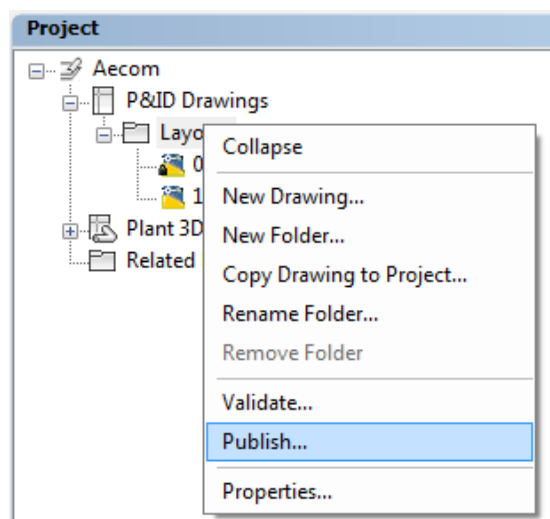 Project
Aecom
P&ID Drawings
Layo
0
1
Plant 3D
Related
Collapse
New Drawing...
New Folder...
Copy Drawing to Project...
Rename Folder...
Remove Folder
Validate...
Publish...
Properties...